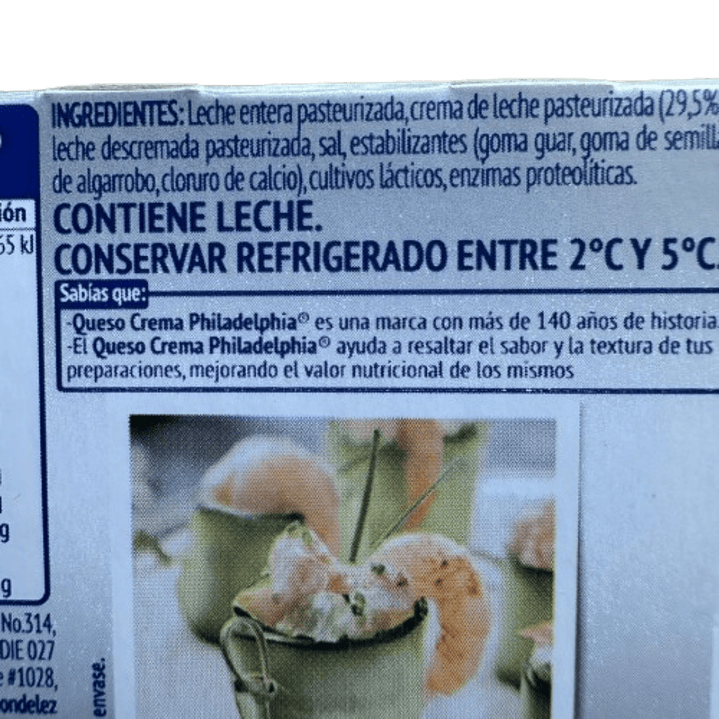 INGREDIENTES: Leche entera pasteurizada, crema de leche pasteurizada (29,5%
leche descremada pasteurizada, sal, estabilizantes (goma guar, goma de semill
de algarrobo, cloruro de calcio), cultivos lácticos, enzimas proteolíticas.
CONTIENE LECHE.
CONSERVAR REFRIGERADO ENTRE 2°C Y 5°C.
Sabías que:
-Queso Crema Philadelphia® es una marca con más de 140 años de historia.
-El Queso Crema Philadelphia® ayuda a resaltar el sabor y la textura de tus
preparaciones, mejorando el valor nutricional de los mismos
ión
55 kJ
g
g
No.314,
DIE 027
e #1028,
ondelez
envase.